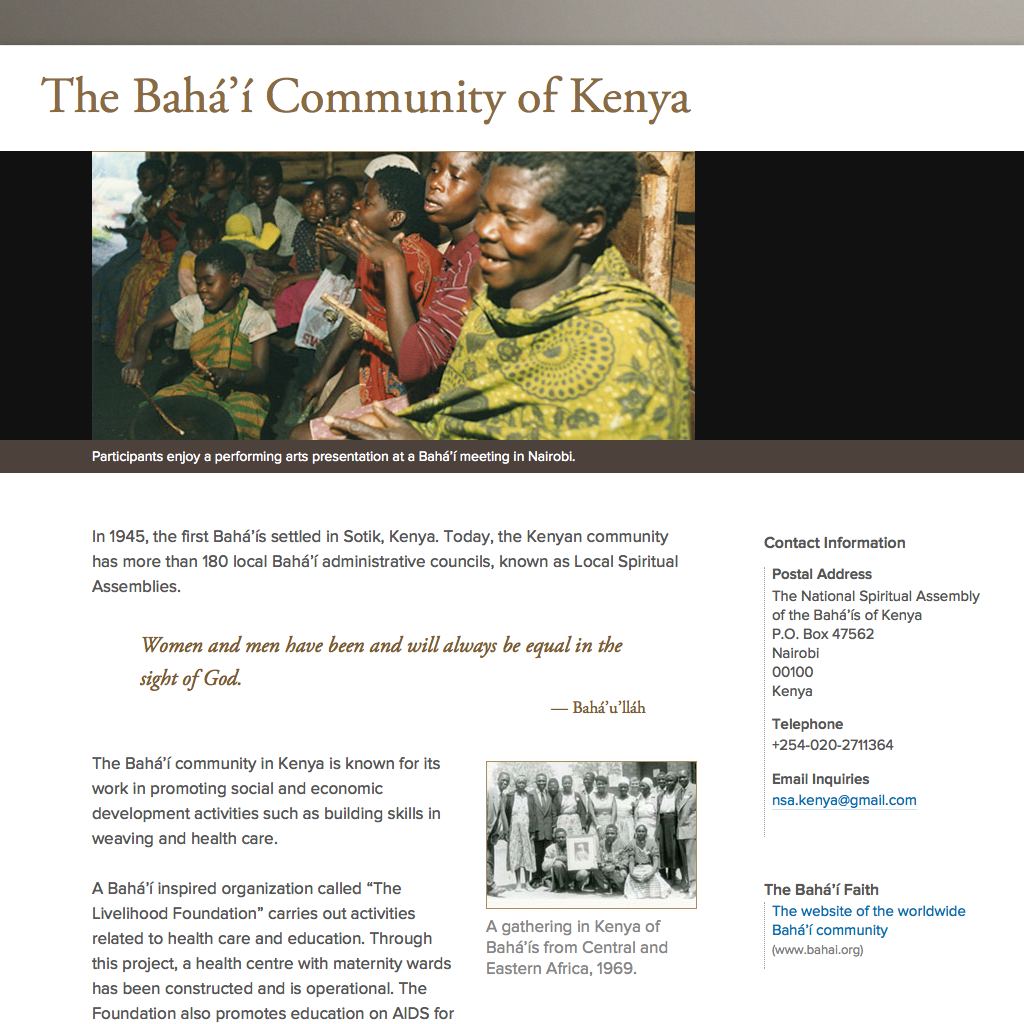 The Bahá’í Community of Kenya
Participants enjoy a performing arts presentation at a Bahá’í meeting in Nairobi.
In 1945, the first Bahá’ís settled in Sotik, Kenya. Today, the Kenyan community
has more than 180 local Bahá’í administrative councils, known as Local Spiritual
Assemblies.
Women and men have been and will always be equal in the
sight of God.
— Bahá’u’lláh
The Bahá’í community in Kenya is known for its
work in promoting social and economic
development activities such as building skills in
weaving and health care.
A Bahá’í inspired organization called “The
Livelihood Foundation” carries out activities
related to health care and education. Through
this project, a health centre with maternity wards
has been constructed and is operational. The
Foundation also promotes education on AIDS for
A gathering in Kenya of
Bahá’ís from Central and
Eastern Africa, 1969.
Contact Information
Postal Address
The National Spiritual Assembly
of the Bahá’ís of Kenya
P.O. Box 47562
Nairobi
00100
Kenya
Telephone
+254-020-2711364
Email Inquiries
nsa.kenya@gmail.com
The Bahá’í Faith
The website of the worldwide
Bahá’í community
(www.bahai.org)